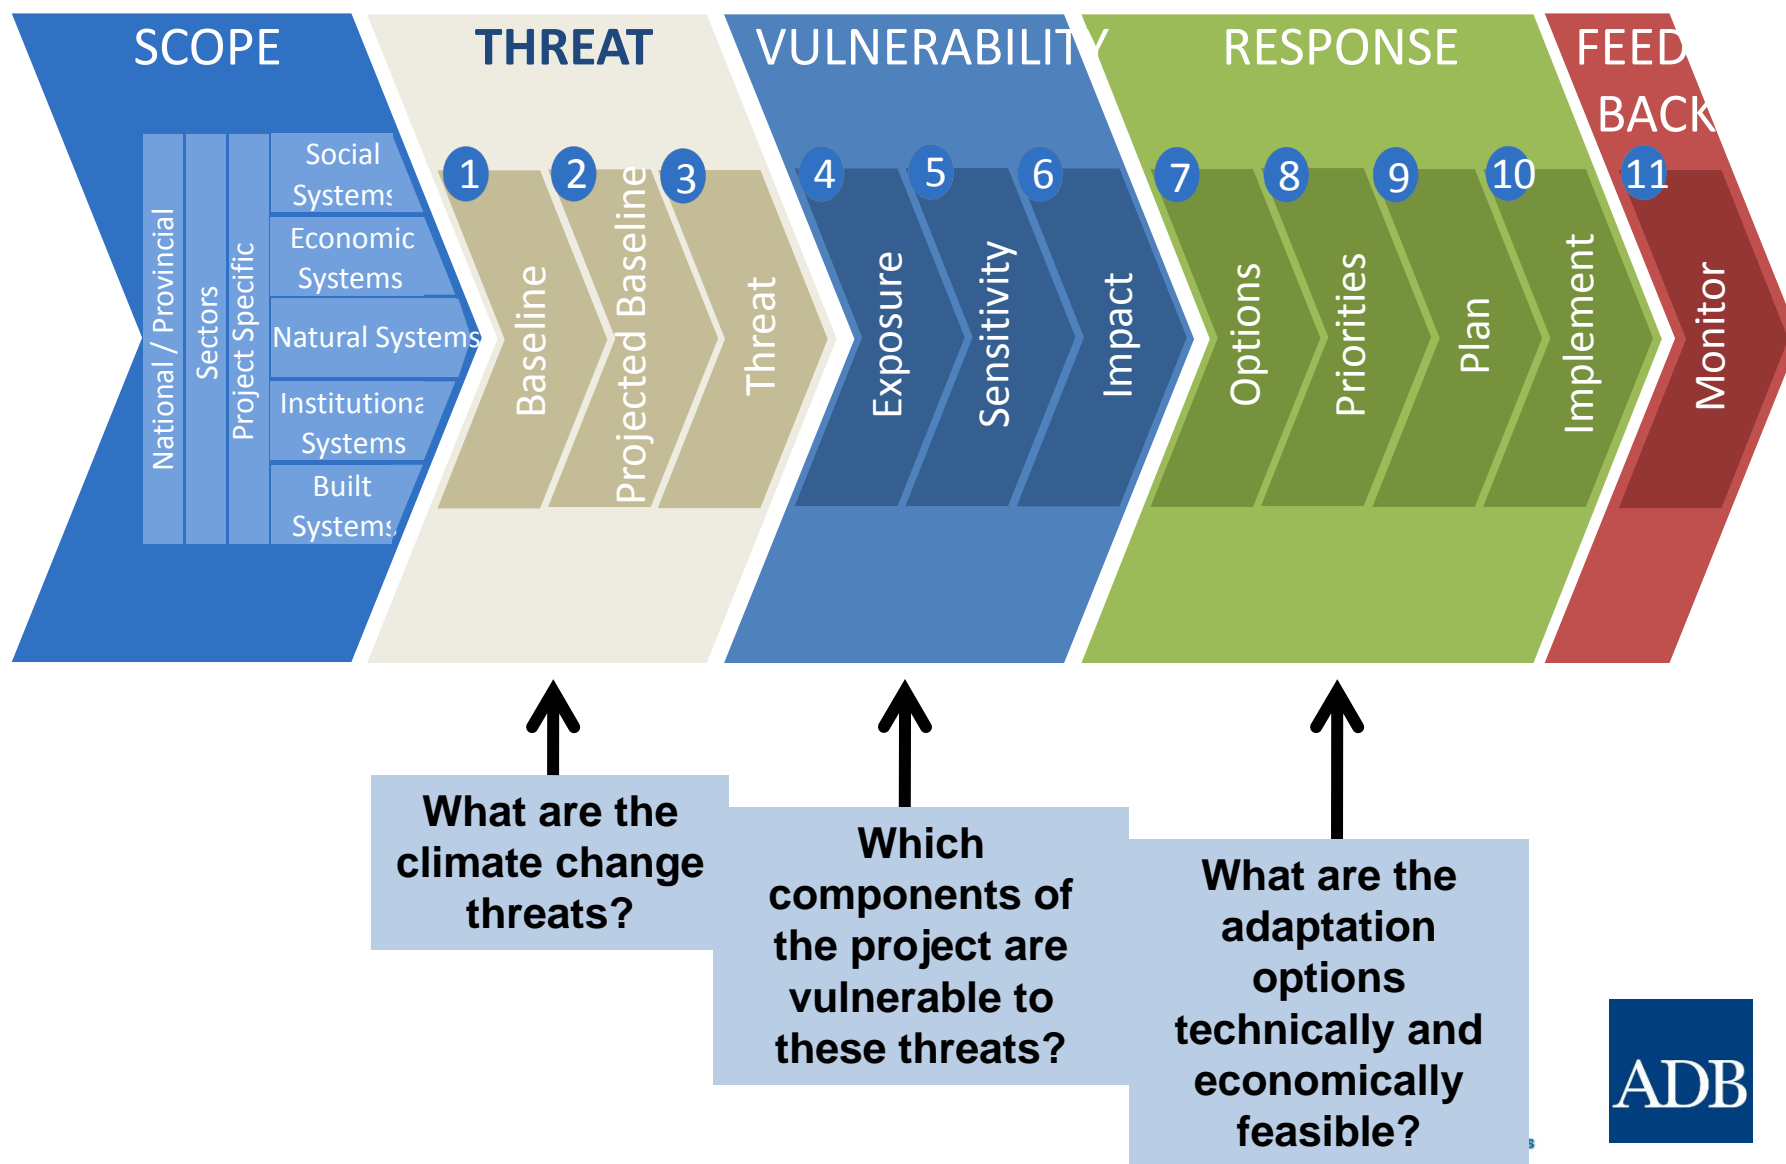 SCOPE
National / Provincial
Sectors
Project Specific
Social
Systems
Economic
Systems
Natural Systems
Institutiona
Systems
Built
Systems
THREAT
1
Baseline
2
Projected Baseline
3
Threat
VULNERABILITY
4
Exposure
5
Sensitivity
6
Impact
RESPONSE
7
Options
8
Priorities
9
Plan
10
Implement
FEED
BACK
11
Monitor
What are the
climate change
threats?
Which
components of
the project are
vulnerable to
these threats?
What are the
adaptation
options
technically and
economically
feasible?
s
ADB